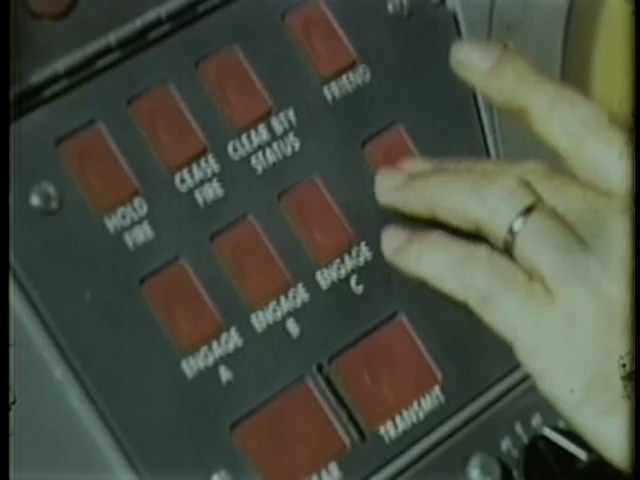 HOLD
FIRE
CEASE
FIRE
CLEAR BTY
STATUS
FRIEND
ENGAGE
A
ENGAGE
B
ENGAGE
C
TRANSMIT